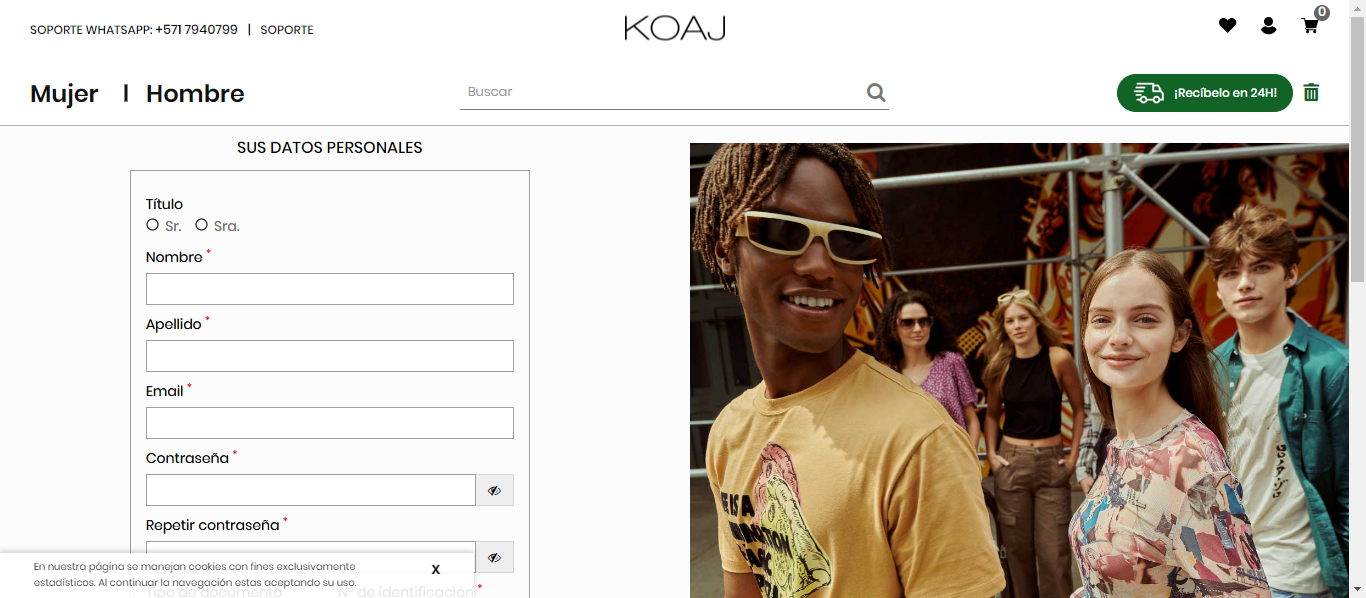 SOPORTE WHATSAPP: +571 7940799 | SOPORTE
KOAJ
0
Mujer | Hombre
Buscar
¡Recíbelo en 24H!
SUS DATOS PERSONALES
Título
Sr. Sra.
Nombre *
Apellido *
Email *
Contraseña *
Repetir contraseña *
En nuestra página se manejan cookies con fines exclusivamente
estadísticos. Al continuar la navegación estas aceptando su uso.
x
Tipo de documento Nº de identificación *